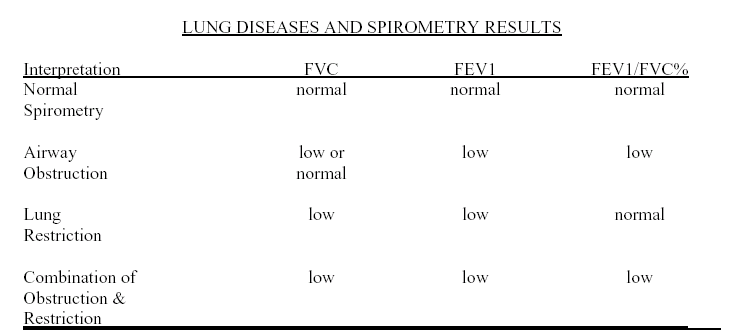 LUNG DISEASES AND SPIROMETRY RESULTS
Interpretation FVC FEV1 FEV1/FVC%
Normal normal normal normal
Spirometry
Airway low or low low
Obstruction normal
Lung low low normal
Restriction
Combination of low low low
Obstruction &
Restriction